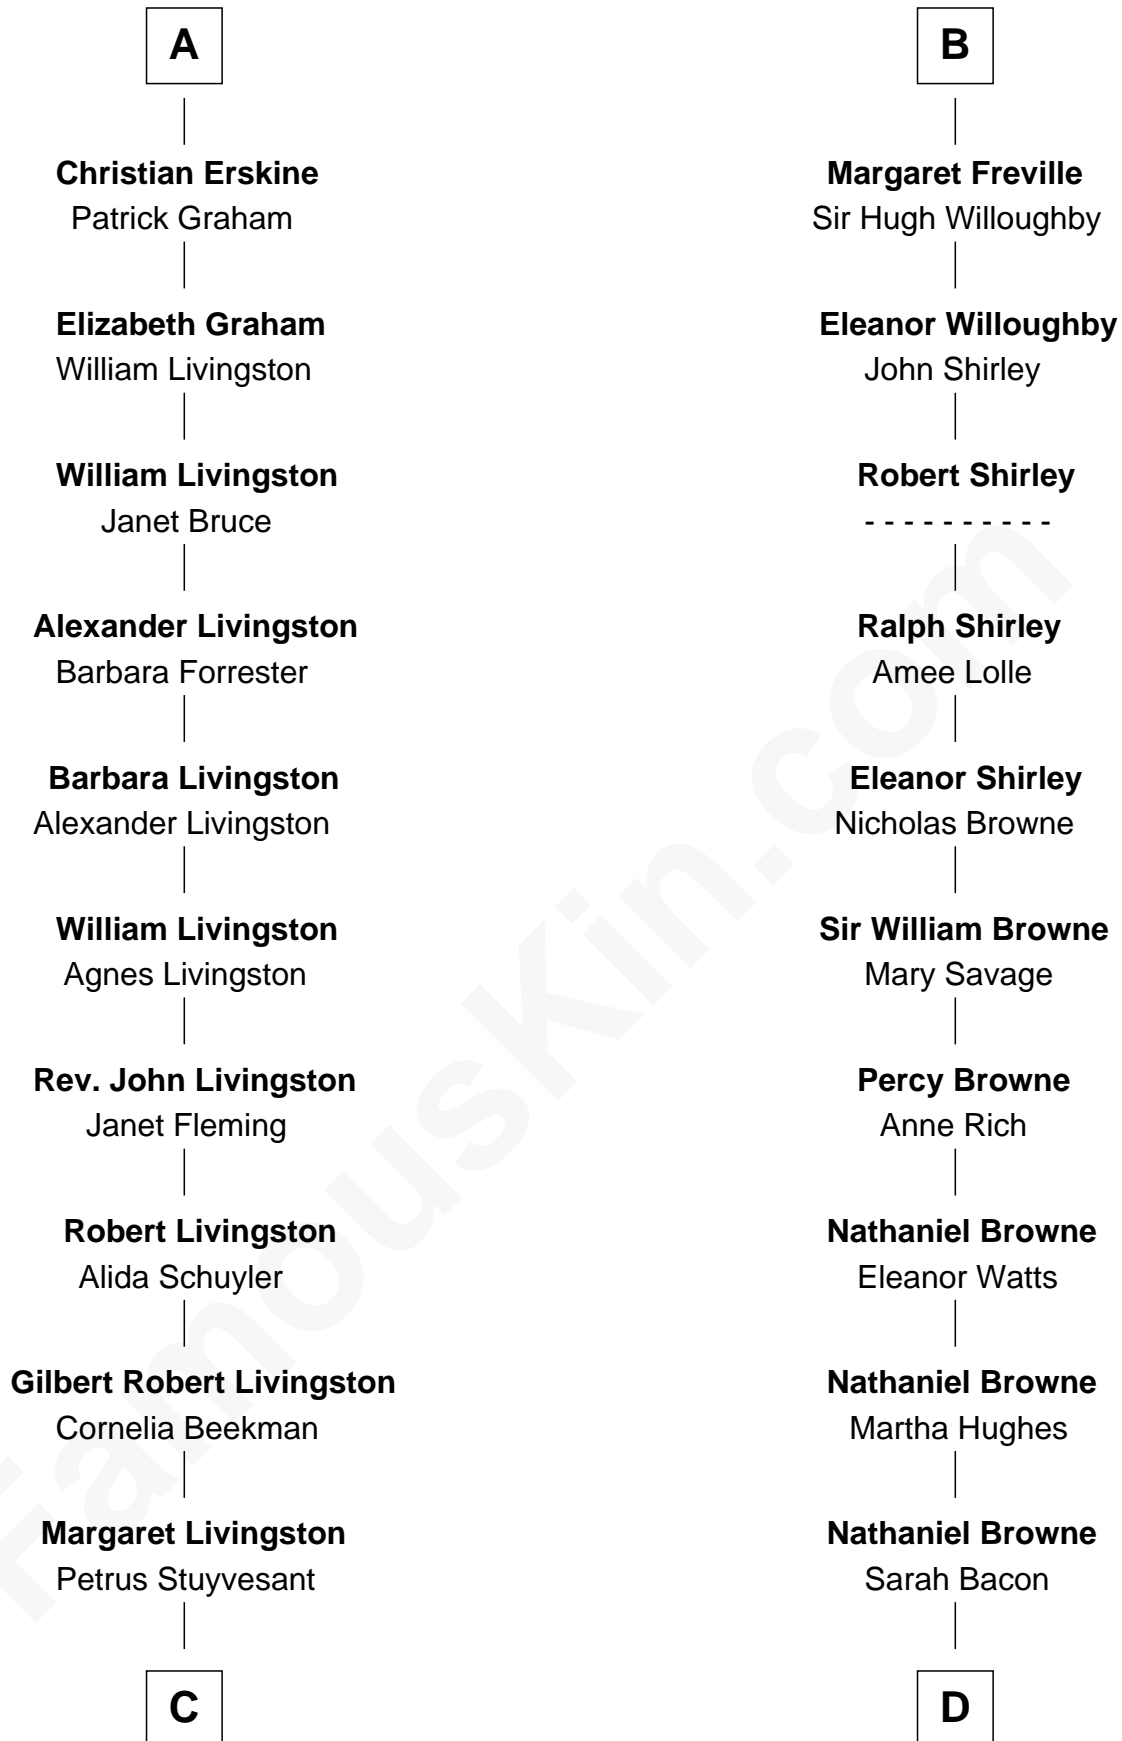 A
Christian Erskine
Patrick Graham
Elizabeth Graham
William Livingston
William Livingston
Janet Bruce
Alexander Livingston
Barbara Forrester
Barbara Livingston
Alexander Livingston
William Livingston
Agnes Livingston
Rev. John Livingston
Janet Fleming
Robert Livingston
Alida Schuyler
Gilbert Robert Livingston
Cornelia Beekman
Margaret Livingston
Petrus Stuyvesant
C
B
Margaret Freville
Sir Hugh Willoughby
Eleanor Willoughby
John Shirley
Robert Shirley
- - - - - - - - - -
Ralph Shirley
Amee Lolle
Eleanor Shirley
Nicholas Browne
Sir William Browne
Mary Savage
Percy Browne
Anne Rich
Nathaniel Browne
Eleanor Watts
Nathaniel Browne
Martha Hughes
Nathaniel Browne
Sarah Bacon
D
FamousKin.com